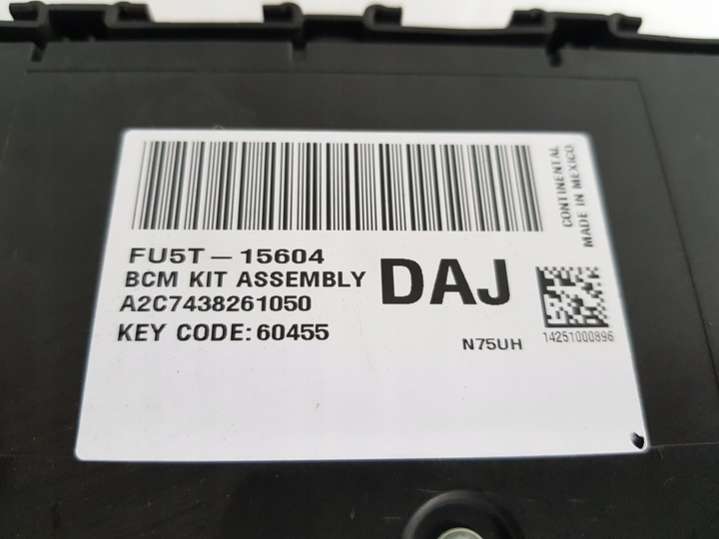 CONTINENTAL
MADE IN MEXICO
FU5T-15604
BCM KIT ASSEMBLY
DAJ
A2C7438261050
KEY CODE: 60455
N75UH
14251000896